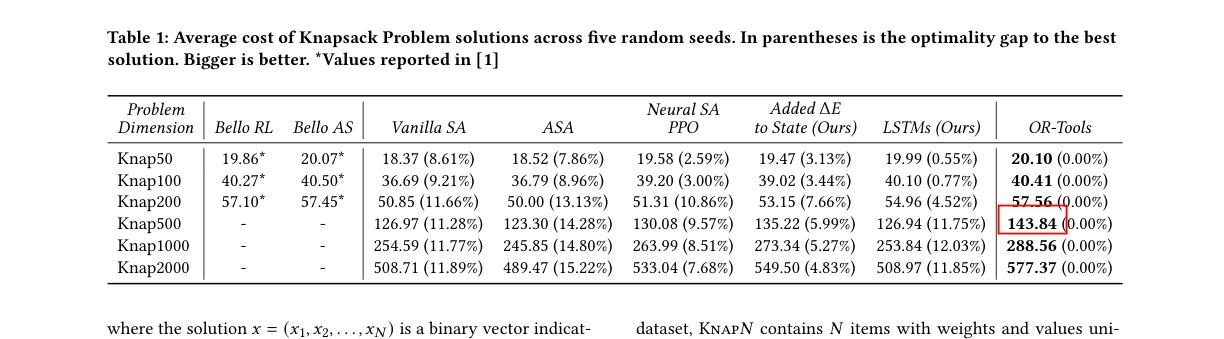 Table 1: Average cost of Knapsack Problem solutions across five random seeds. In parentheses is the optimality gap to the best
solution. Bigger is better. *Values reported in [1]
Problem Dimension Bello RL Bello AS Vanilla SA ASA Neural SA PPO Added ΔE to State (Ours) LSTMs (Ours) OR-Tools
Knap50 19.86* 20.07* 18.37 (8.61%) 18.52 (7.86%) 19.58 (2.59%) 19.47 (3.13%) 19.99 (0.55%) 20.10 (0.00%)
Knap100 40.27* 40.50* 36.69 (9.21%) 36.79 (8.96%) 39.20 (3.00%) 39.02 (3.44%) 40.10 (0.77%) 40.41 (0.00%)
Knap200 57.10* 57.45* 50.85 (11.66%) 50.00 (13.13%) 51.31 (10.86%) 53.15 (7.66%) 54.96 (4.52%) 57.56 (0.00%)
Knap500 - - 126.97 (11.28%) 123.30 (14.28%) 130.08 (9.57%) 135.22 (5.99%) 126.94 (11.75%) 143.84 (0.00%)
Knap1000 - - 254.59 (11.77%) 245.85 (14.80%) 263.99 (8.51%) 273.34 (5.27%) 253.84 (12.03%) 288.56 (0.00%)
Knap2000 - - 508.71 (11.89%) 489.47 (15.22%) 533.04 (7.68%) 549.50 (4.83%) 508.97 (11.85%) 577.37 (0.00%)
where the solution x = (x₁, x₂, . . . , x_N) is a binary vector indicat-
dataset, KnapN contains N items with weights and values uni-